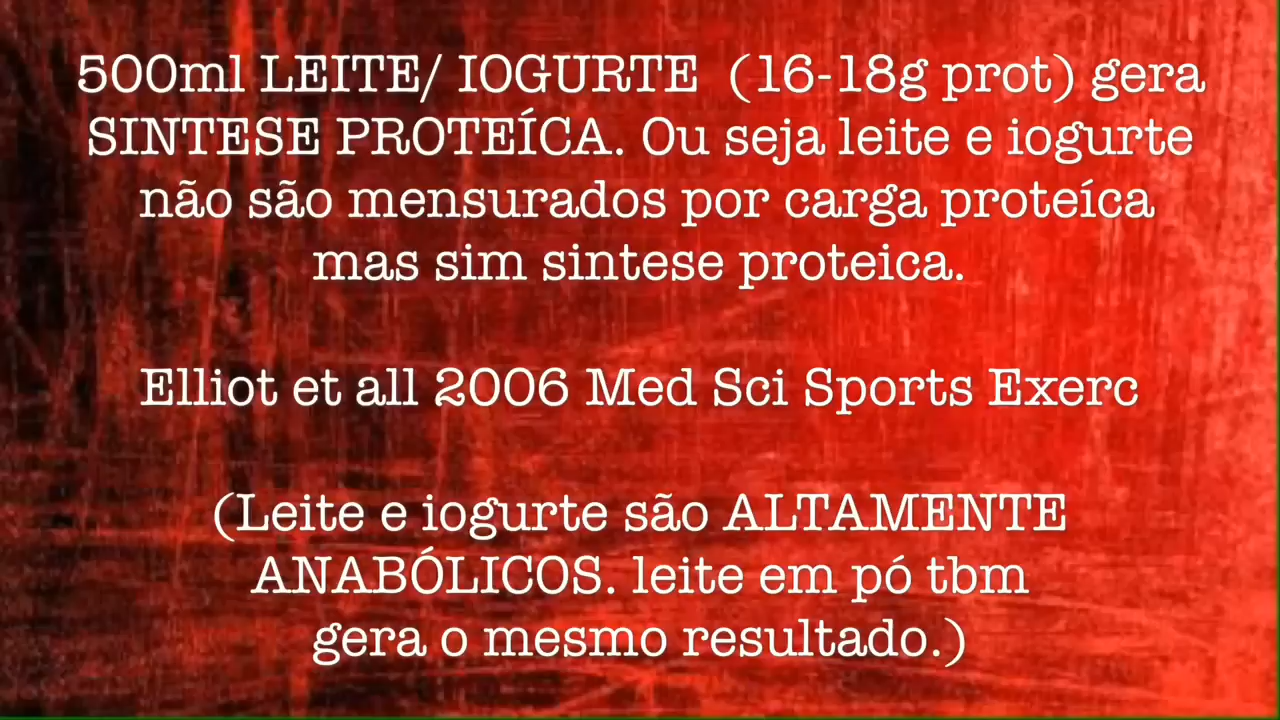 500ml LEITE/ IOGURTE (16-18g prot) gera
SINTESE PROTEÍCA. Ou seja leite e iogurte
não são mensurados por carga proteíca
mas sim sintese proteica.
Elliot et all 2006 Med Sci Sports Exerc
(Leite e iogurte são ALTAMENTE
ANABÓLICOS. leite em pó tbm
gera o mesmo resultado.)